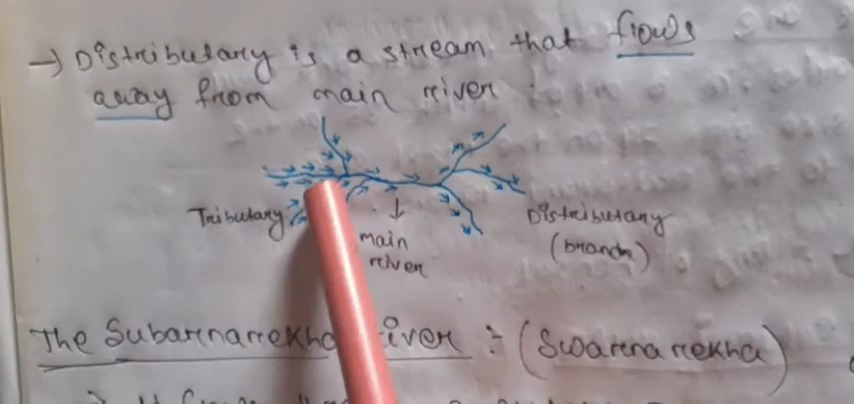 → Distributary is a stream that flows
away from main river
Tributary
main
river
Distributary
(branch)
The Subarnarekha River :- (Swarnarekha)